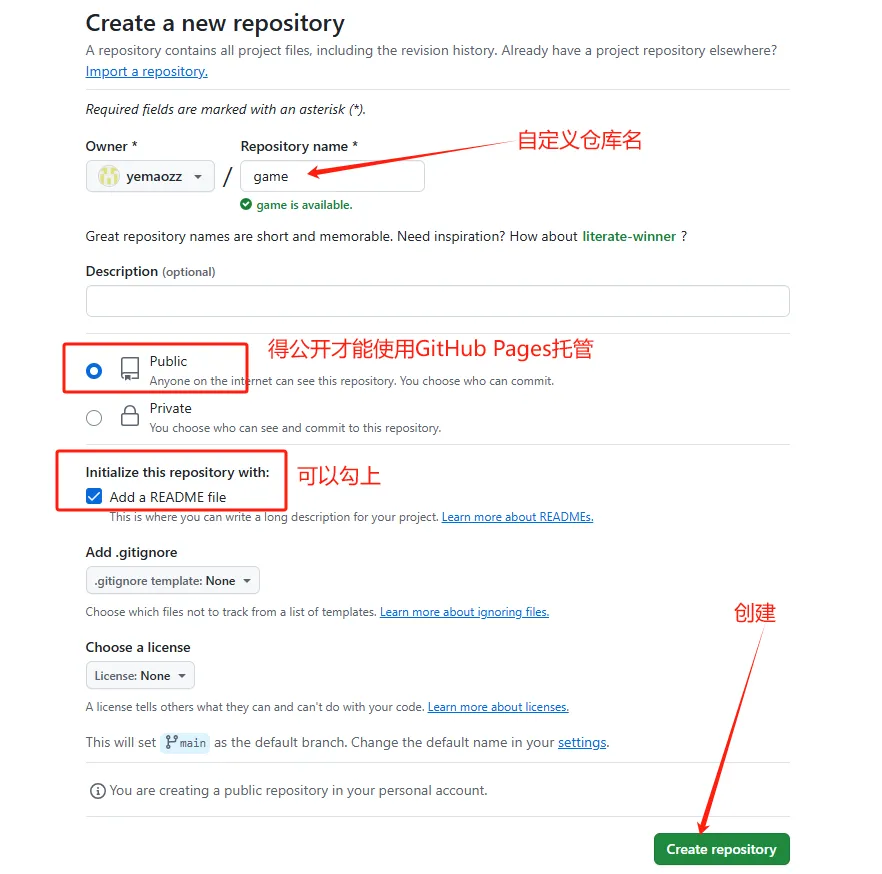 Create a new repository
A repository contains all project files, including the revision history. Already have a project repository elsewhere?
Import a repository.
Required fields are marked with an asterisk (*).
自定义仓库名
Owner *
Repository name *
yemaozz
/
game
game is available.
Great repository names are short and memorable. Need inspiration? How about literate-winner ?
Description (optional)
得公开才能使用GitHub Pages托管
Public
Anyone on the internet can see this repository. You choose who can commit.
Private
You choose who can see and commit to this repository.
Initialize this repository with:
可以勾上
Add a README file
This is where you can write a long description for your project. Learn more about READMEs.
Add .gitignore
.gitignore template: None
Choose which files not to track from a list of templates. Learn more about ignoring files.
创建
Choose a license
License: None
A license tells others what they can and can't do with your code. Learn more about licenses.
This will set main as the default branch. Change the default name in your settings.
You are creating a public repository in your personal account.
Create repository